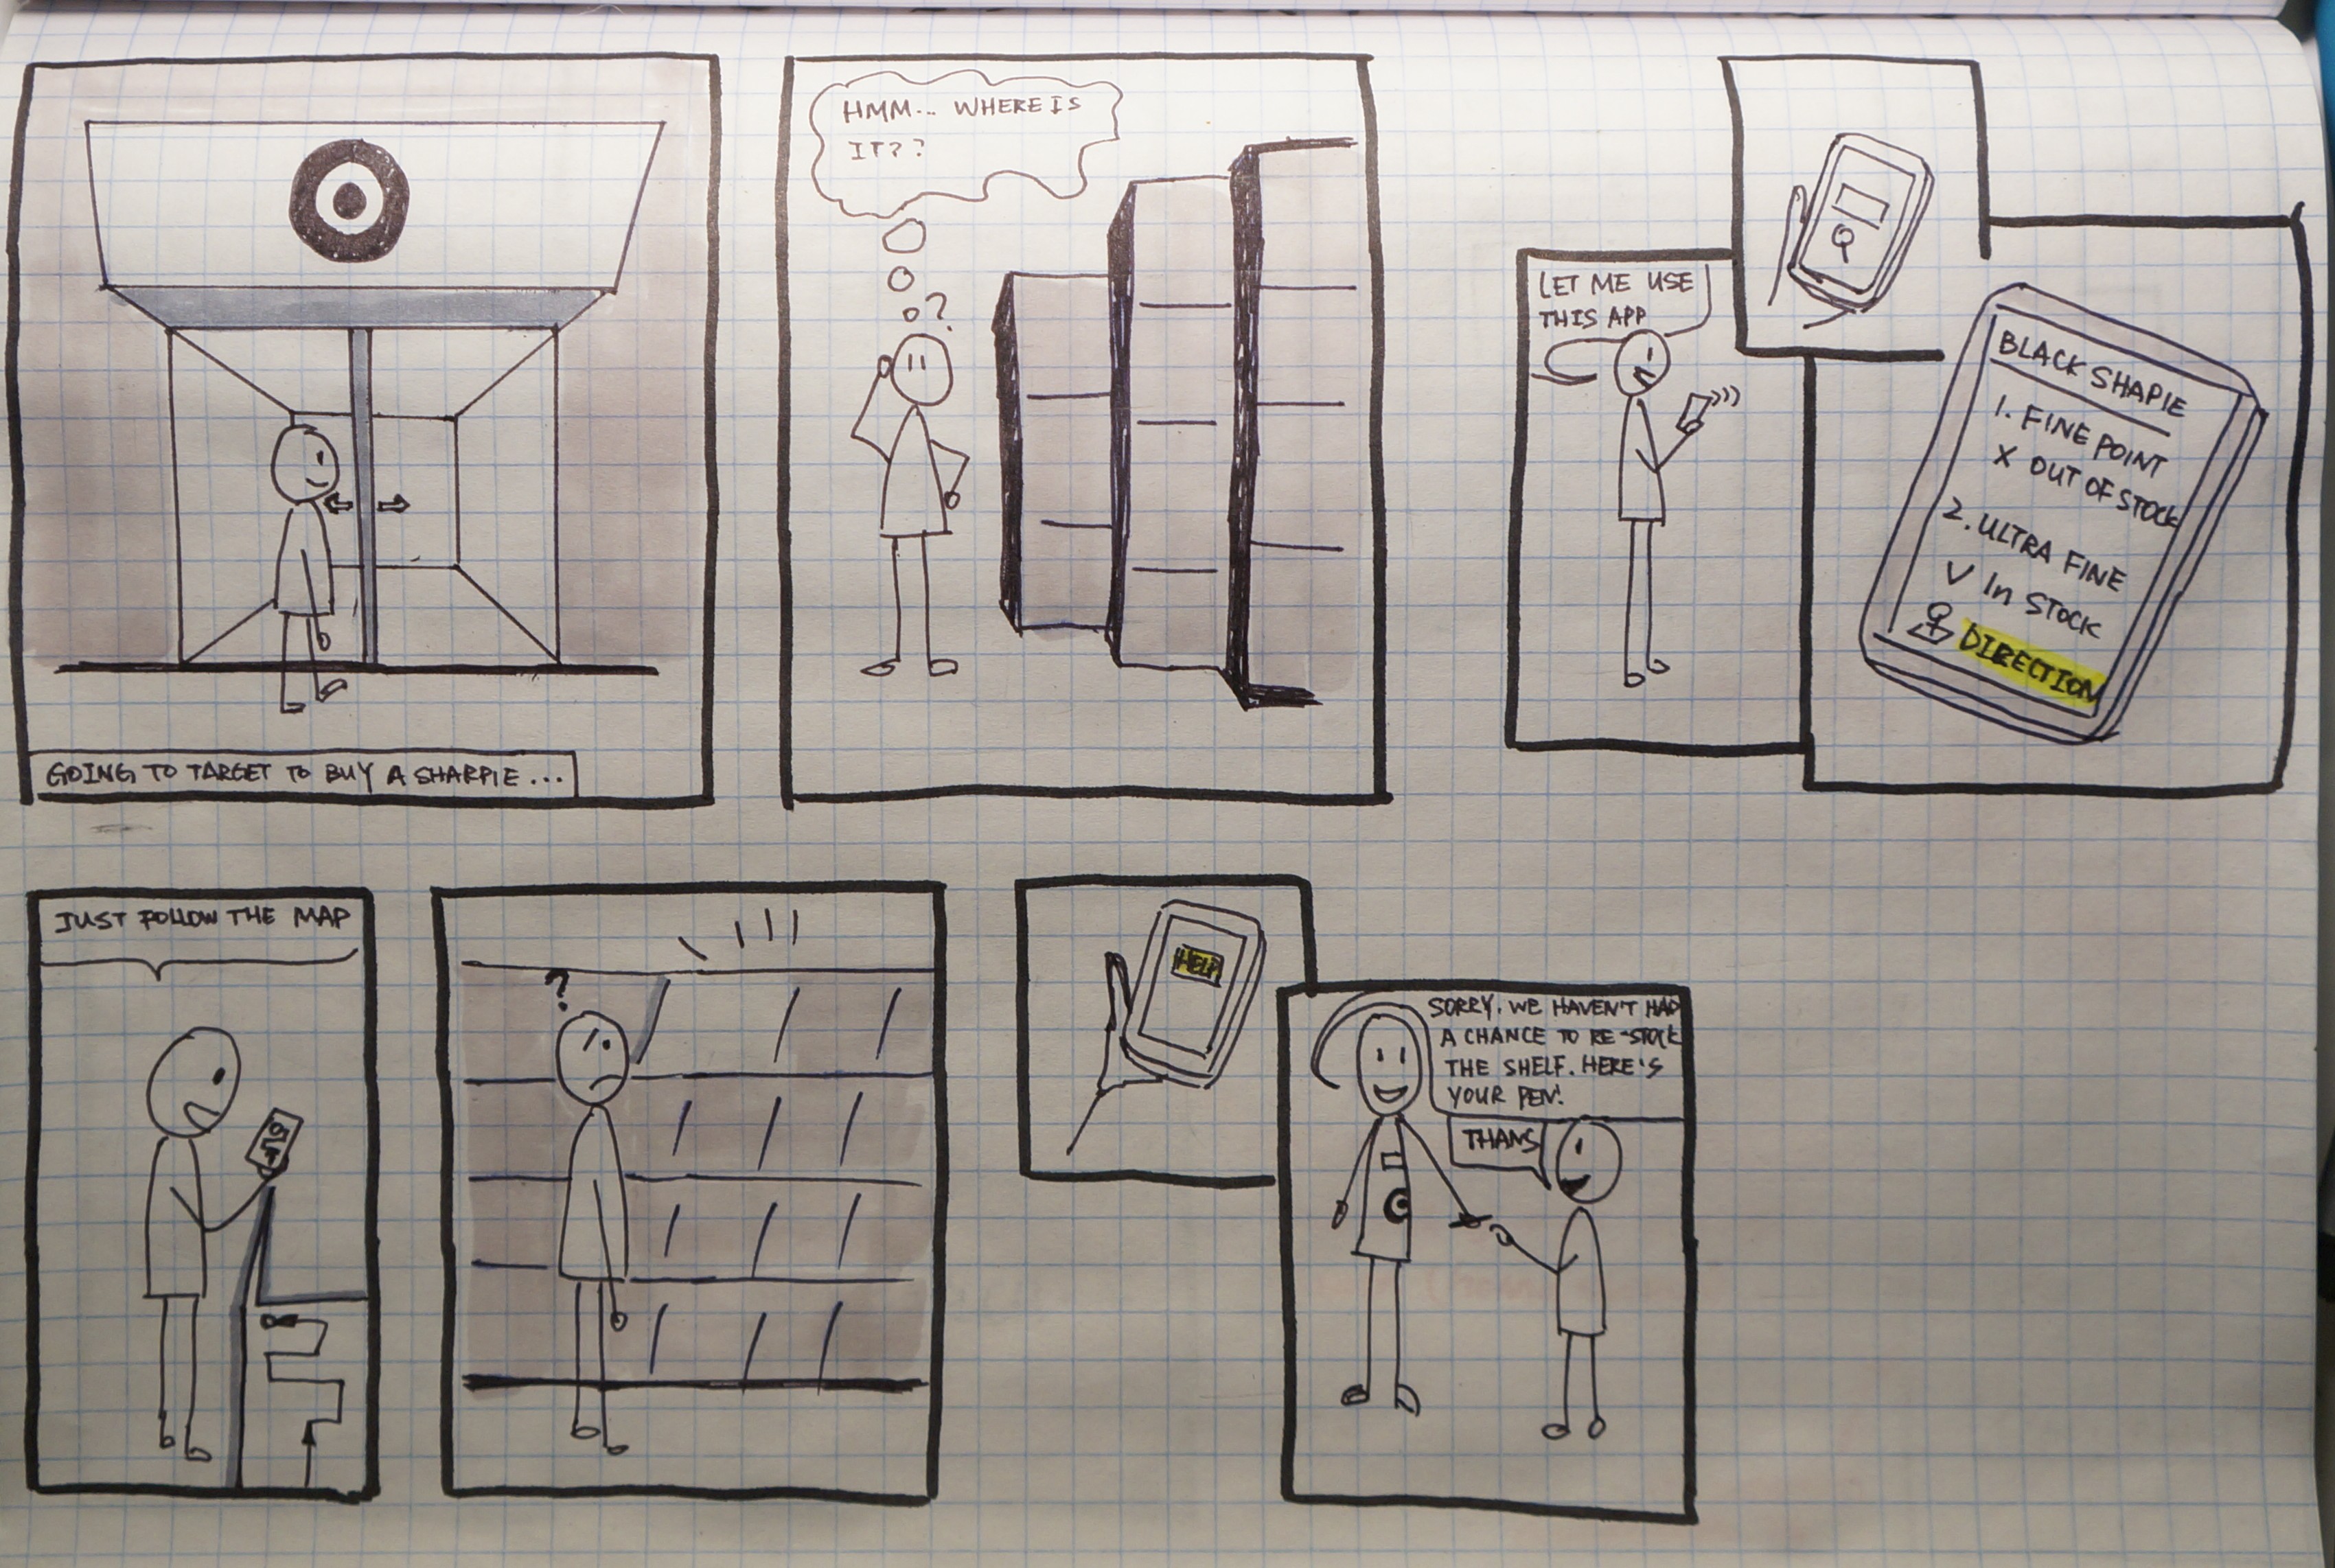 GOING TO TARGET TO BUY A SHARPIE...
HMM... WHERE IS
IT??
?
LET ME USE
THIS APP
BLACK SHAPIE
1. FINE POINT
X OUT OF STOCK
2. ULTRA FINE
V In STOCK
DIRECTION
JUST FOLLOW THE MAP
?
HELP
SORRY. WE HAVEN'T HAD
A CHANCE TO RE-STOCK
THE SHELF. HERE'S
YOUR PEN!
THANS